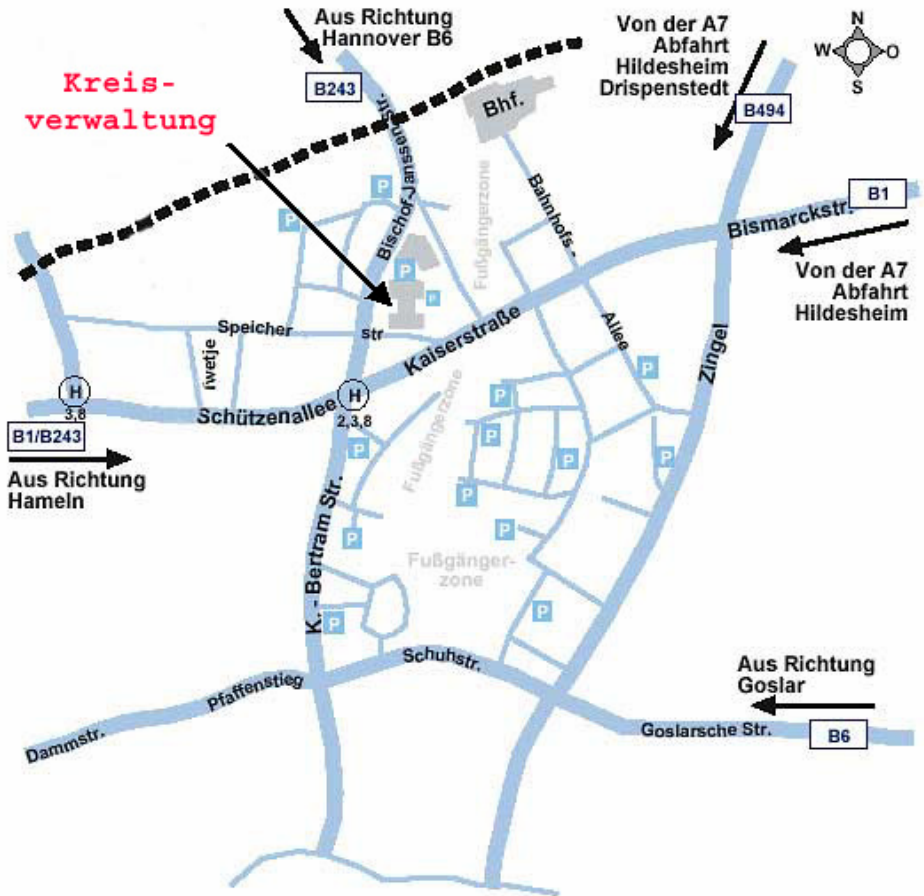 Aus Richtung
Hannover B6
Von der A7
Abfahrt
Hildesheim
Drispenstedt
N
W
O
S
Kreis-
verwaltung
B243
Bhf.
B494
Bischof-Janssen-Str.
P
P
Fußgängerzone
Bahnhofs-
Allee
Bismarckstr.
B1
Von der A7
Abfahrt
Hildesheim
P
P
Speicher
str
Kaiserstraße
Zingel
iwetje
H
3,8
Schützenallee
H
2,3,8
B1/B243
Aus Richtung
Hameln
Fußgängerzone
P
P
P
P
P
P
P
P
P
K. - Bertram Str.
Fußgänger-
zone
P
P
Schuhstr.
Pfaffenstieg
Dammstr.
Aus Richtung
Goslar
Goslarsche Str.
B6